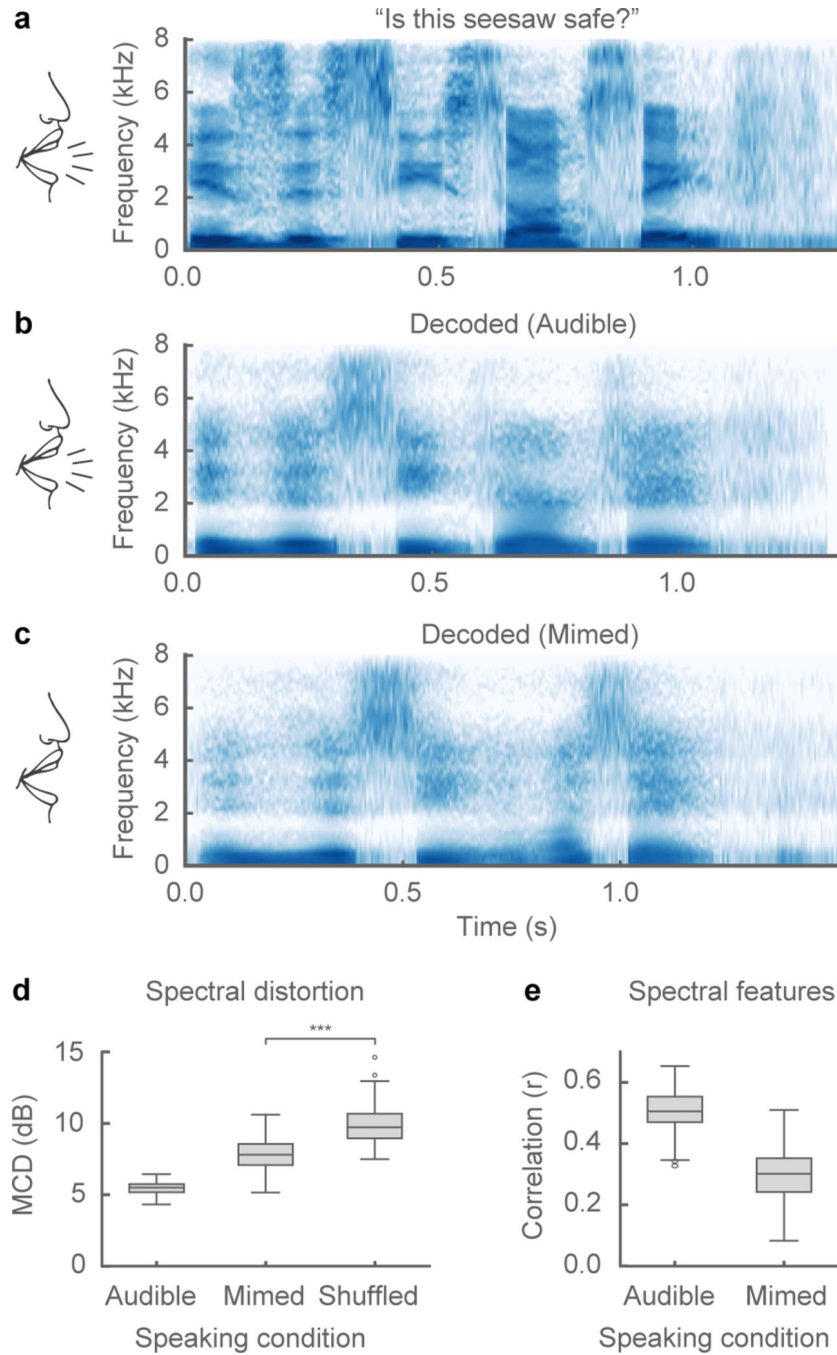 a
“Is this seesaw safe?”
Frequency (kHz)
8
6
4
2
0
0.0 0.5 1.0
b
Decoded (Audible)
Frequency (kHz)
8
6
4
2
0
0.0 0.5 1.0
c
Decoded (Mimed)
Frequency (kHz)
8
6
4
2
0
0.0 0.5 1.0
Time (s)
d
Spectral distortion
***
MCD (dB)
15
10
5
0
Audible Mimed Shuffled
Speaking condition
e
Spectral features
Correlation (r)
0.6
0.4
0.2
0.0
Audible Mimed
Speaking condition